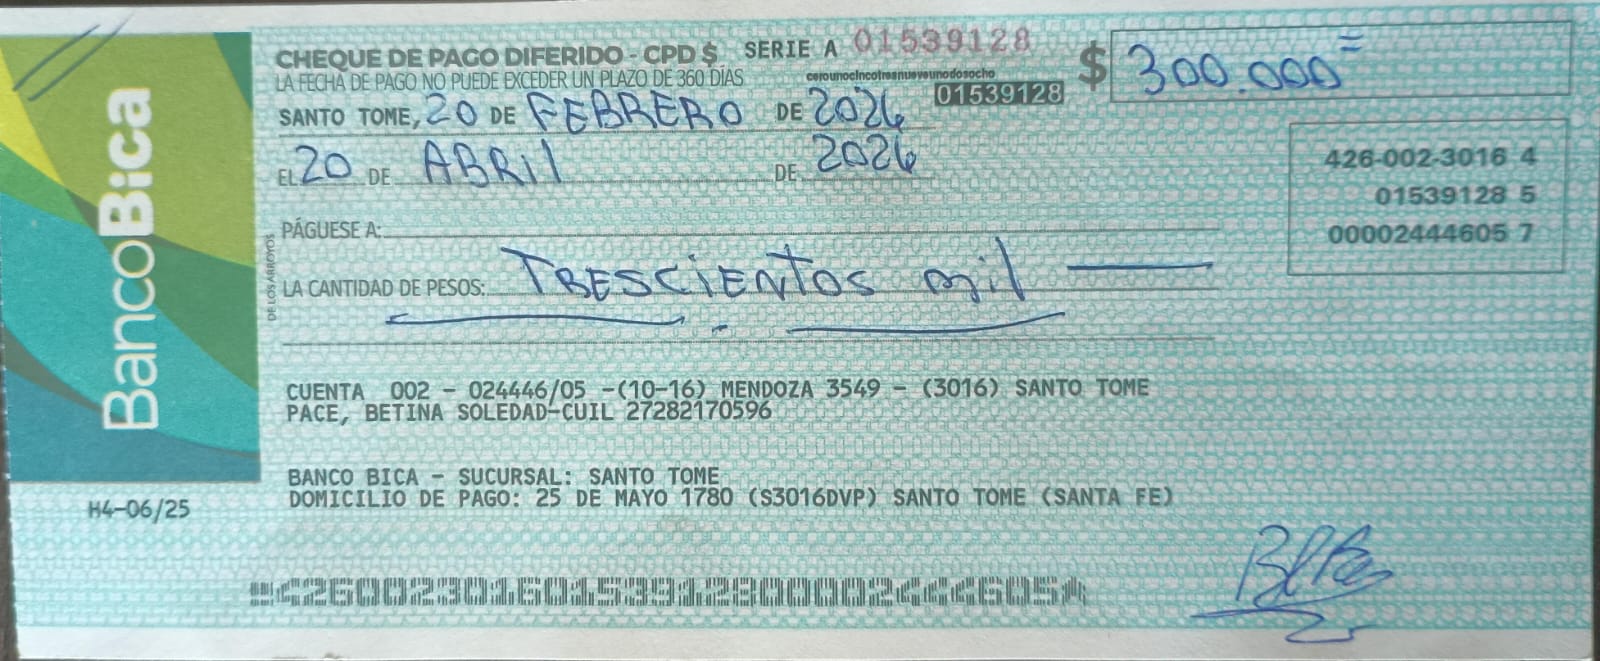 BancoBica
H4-06/25
DE LOS ARROYOS
CHEQUE DE PAGO DIFERIDO - CPD $ SERIE A 01539128
LA FECHA DE PAGO NO PUEDE EXCEDER UN PLAZO DE 360 DÍAS
cerounocincotresnueveunodosocho
01539128
$ 300.000=
SANTO TOME, 20 DE FEBRERO DE 2026
EL 20 DE ABRIL DE 2026
426-002-3016 4
01539128 5
00002444605 7
PÁGUESE A:
LA CANTIDAD DE PESOS: TRESCIENTOS mil
CUENTA 002 - 024446/05 -(10-16) MENDOZA 3549 - (3016) SANTO TOME
PACE, BETINA SOLEDAD-CUIL 27282170596
BANCO BICA - SUCURSAL: SANTO TOME
DOMICILIO DE PAGO: 25 DE MAYO 1780 (S3016DVP) SANTO TOME (SANTA FE)
42600230160153912800002444605